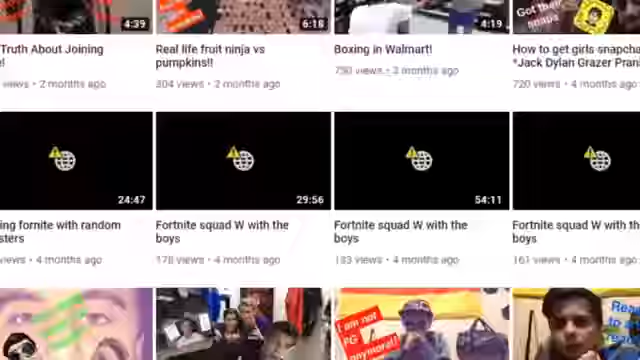 4:39
6:18
4:19
Got their
snaps
Truth About Joining
Real life fruit ninja vs
pumpkins!!
Boxing in Walmart!
How to get girls snapcha
*Jack Dylan Grazer Pran
views • 2 months ago
304 views • 2 months ago
views • 3 months ago
720 views • 4 months ago
24:47
29:56
54:11
ing fornite with random
sters
Fortnite squad W with the
boys
Fortnite squad W with the
boys
Fortnite squad W with th
boys
views • 4 months ago
178 views • 4 months ago
views • 4 months ago
161 views • 4 months ago
I am not
PG
anymore!!